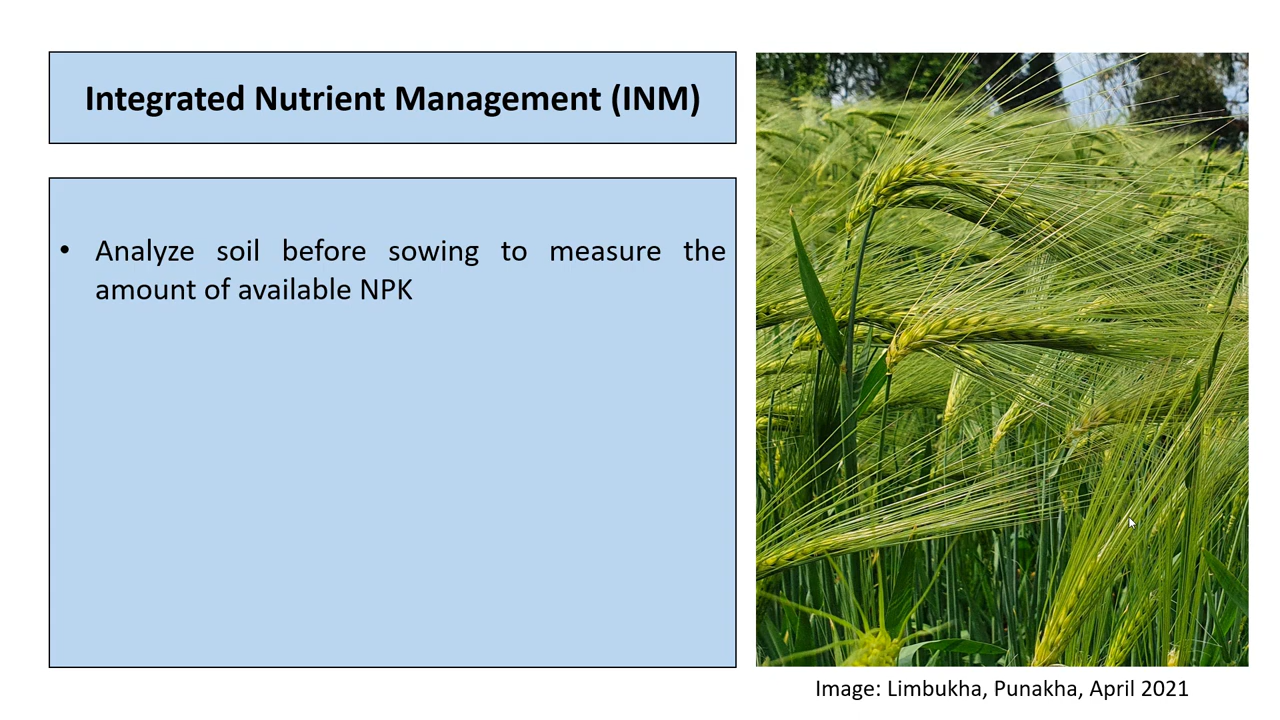 Integrated Nutrient Management (INM)
• Analyze soil before sowing to measure the
amount of available NPK
Image: Limbukha, Punakha, April 2021